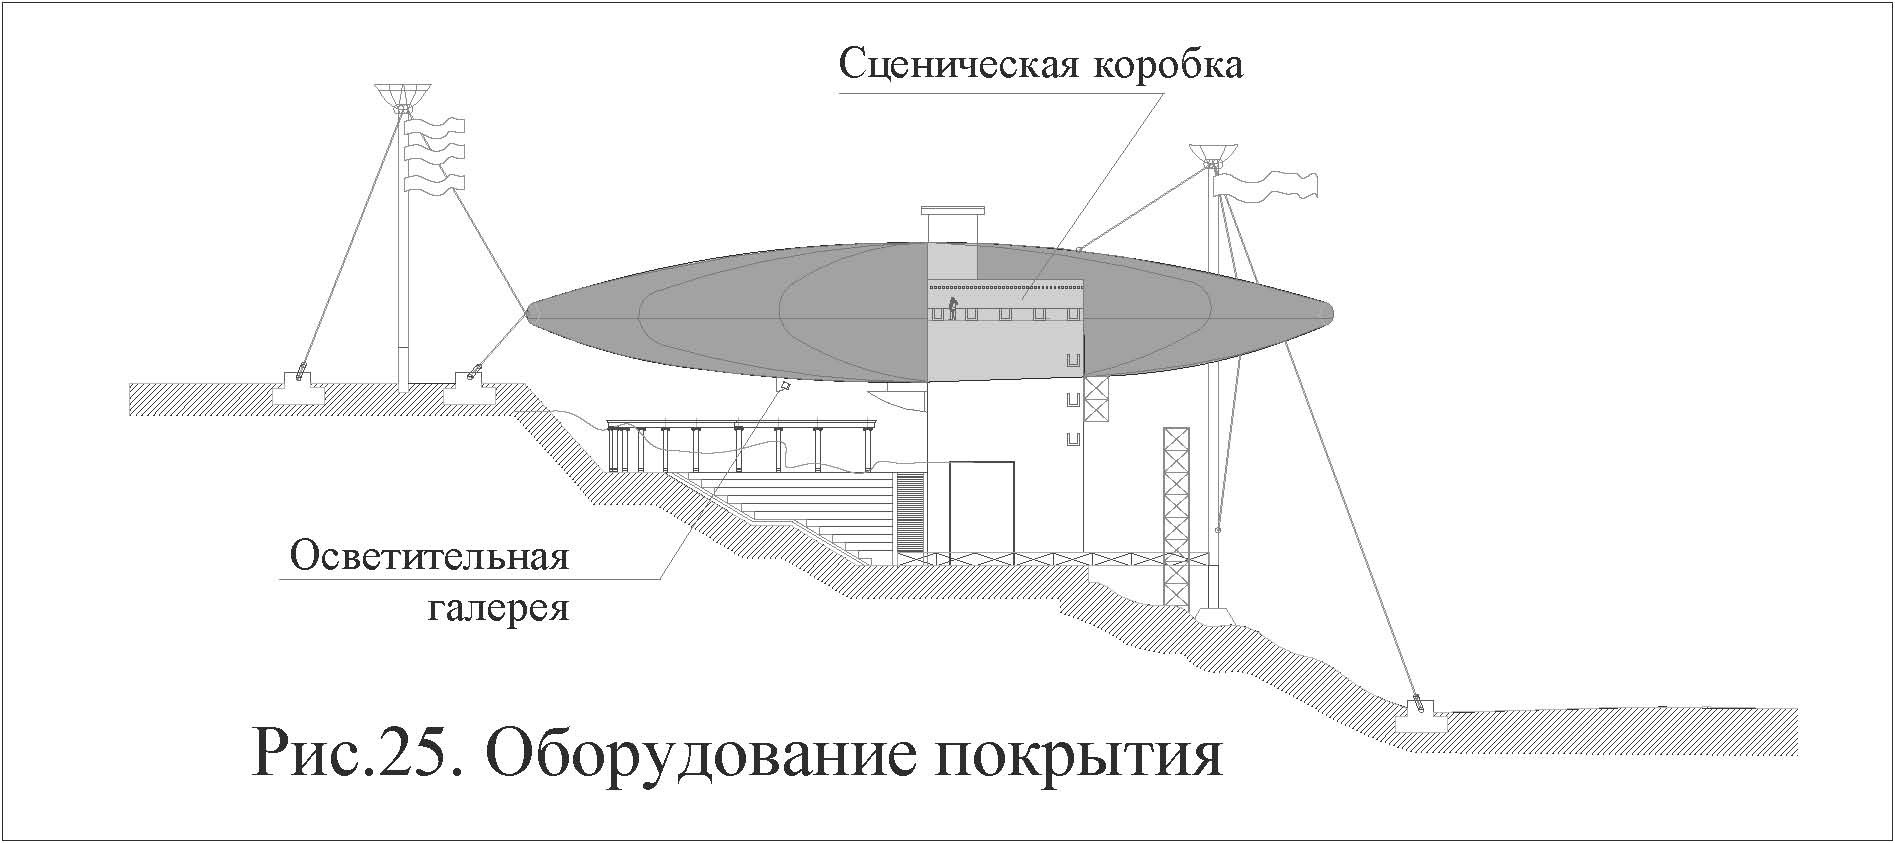 Сценическая коробка
Осветительная
галерея
Рис.25. Оборудование покрытия